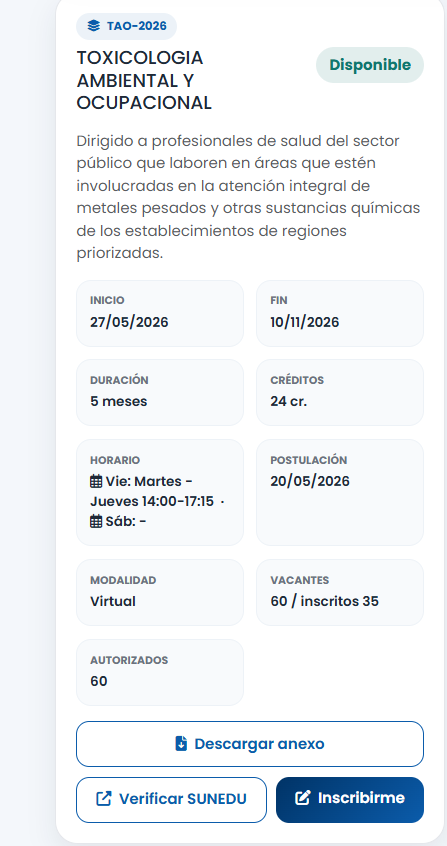 TAO-2026
TOXICOLOGIA
AMBIENTAL Y
OCUPACIONAL
Disponible
Dirigido a profesionales de salud del sector
público que laboren en áreas que estén
involucradas en la atención integral de
metales pesados y otras sustancias químicas
de los establecimientos de regiones
priorizadas.
INICIO
27/05/2026
FIN
10/11/2026
DURACIÓN
5 meses
CRÉDITOS
24 cr.
HORARIO
Vie: Martes -
Jueves 14:00-17:15 ·
Sáb: -
POSTULACIÓN
20/05/2026
MODALIDAD
Virtual
VACANTES
60 / inscritos 35
AUTORIZADOS
60
Descargar anexo
Verificar SUNEDU
Inscribirme